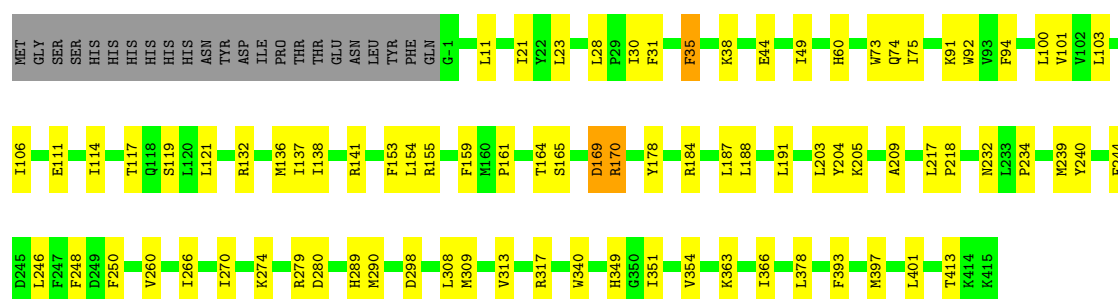 MET GLY SER SER HIS HIS HIS HIS HIS HIS ASN TYR ASP ILE PRO THR THR GLU ASN LEU TYR PHE GLN G-1 L11 I21 Y22 L23 L28 P29 I30 F31 F35 K38 E44 I49 H60 W73 Q74 I75 K91 W92 V93 F94 L100 V101 V102 L103
I106 E111 I114 T117 Q118 S119 L120 L121 R132 M136 I137 I138 R141 F153 L154 R155 F159 M160 P161 T164 S165 D169 R170 Y178 R184 L187 L188 L191 L203 Y204 K205 A209 L217 P218 N232 L233 P234 M239 Y240 E244
D245 L246 F247 F248 D249 F250 V260 I266 I270 K274 R279 D280 H289 M290 D298 L308 M309 V313 R317 W340 H349 G350 I351 V354 K363 I366 L378 F393 M397 L401 T413 K414 K415